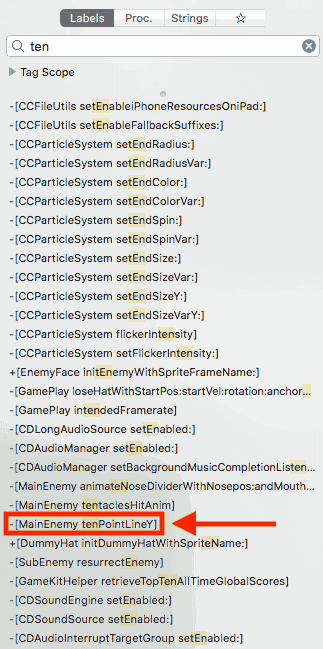 Labels Proc. Strings ☆
ten
Tag Scope
-[CCFileUtils setEnableiPhoneResourcesOniPad:]
-[CCFileUtils setEnableFallbackSuffixes:]
-[CCParticleSystem setEndRadius:]
-[CCParticleSystem setEndRadiusVar:]
-[CCParticleSystem setEndColor:]
-[CCParticleSystem setEndColorVar:]
-[CCParticleSystem setEndSpin:]
-[CCParticleSystem setEndSpinVar:]
-[CCParticleSystem setEndSize:]
-[CCParticleSystem setEndSizeVar:]
-[CCParticleSystem setEndSizeY:]
-[CCParticleSystem setEndSizeVarY:]
-[CCParticleSystem flickerIntensity]
-[CCParticleSystem setFlickerIntensity:]
+[EnemyFace initEnemyWithSpriteFrameName:]
-[GamePlay loseHatWithStartPos:startVel:rotation:anchor...
-[GamePlay intendedFramerate]
-[CDLongAudioSource setEnabled:]
-[CDAudioManager setEnabled:]
-[CDAudioManager setBackgroundMusicCompletionListen...
-[MainEnemy animateNoseDividerWithNosepos:andMouth...
-[MainEnemy tentaclesHitAnim]
-[MainEnemy tenPointLineY]
+[DummyHat initDummyHatWithSpriteName:]
-[SubEnemy resurrectEnemy]
-[GameKitHelper retrieveTopTenAllTimeGlobalScores]
-[CDSoundEngine setEnabled:]
-[CDSoundSource setEnabled:]
-[CDAudioInterruptTargetGroup setEnabled:]